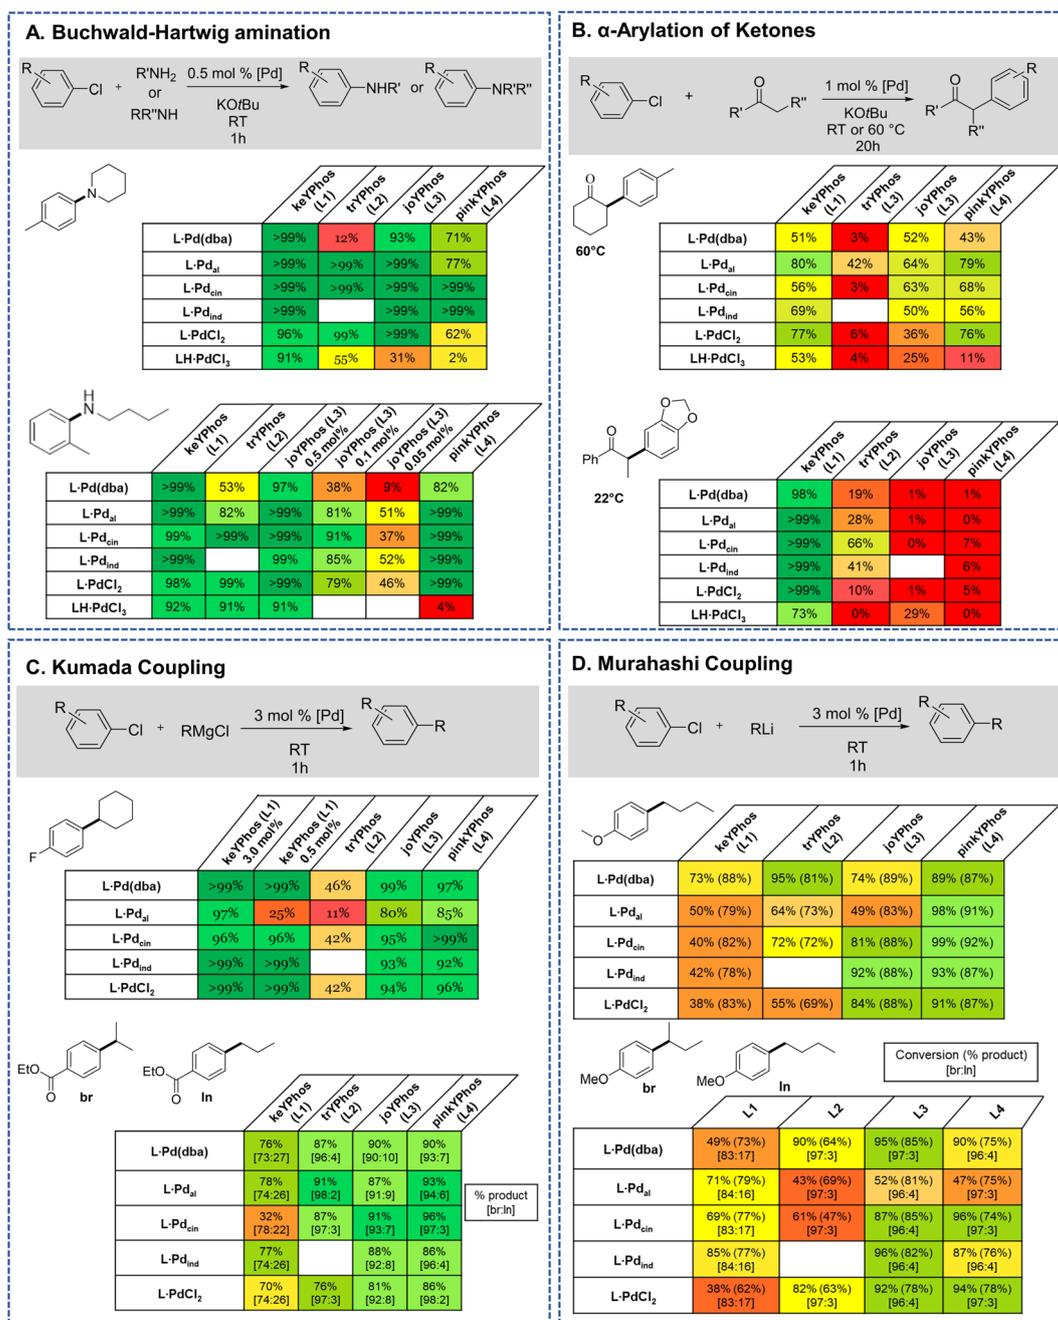 A. Buchwald-Hartwig amination
R
Cl + R'NH2 or RR"NH
0.5 mol % [Pd]
KOtBu
RT
1h
R NHR' or R NR'R"
N
keYPhos (L1) trYPhos (L2) joYPhos (L3) pinkYPhos (L4)
L·Pd(dba) >99% 12% 93% 71%
L·Pdal >99% >99% >99% 77%
L·Pdcin >99% >99% >99% >99%
L·Pdind >99% >99% >99%
L·PdCl2 96% 99% >99% 62%
LH·PdCl3 91% 55% 31% 2%
H
N
keYPhos (L1) trYPhos (L2) joYPhos (L3) 0.5 mol% joYPhos (L3) 0.1 mol% joYPhos (L3) 0.05 mol% pinkYPhos (L4)
L·Pd(dba) >99% 53% 97% 38% 9% 82%
L·Pdal >99% 82% >99% 81% 51% >99%
L·Pdcin 99% >99% >99% 91% 37% >99%
L·Pdind >99% 99% 85% 52% >99%
L·PdCl2 98% 99% >99% 79% 46% >99%
LH·PdCl3 92% 91% 91% 4%
B. α-Arylation of Ketones
R
Cl + O R' R"
1 mol % [Pd]
KOtBu
RT or 60 °C
20h
O R R' R"
O
60°C
keYPhos (L1) trYPhos (L3) joYPhos (L3) pinkYPhos (L4)
L·Pd(dba) 51% 3% 52% 43%
L·Pdal 80% 42% 64% 79%
L·Pdcin 56% 3% 63% 68%
L·Pdind 69% 50% 56%
L·PdCl2 77% 6% 36% 76%
LH·PdCl3 53% 4% 25% 11%
O O O
Ph
22°C
keYPhos (L1) trYPhos (L2) joYPhos (L3) pinkYPhos (L4)
L·Pd(dba) 98% 19% 1% 1%
L·Pdal >99% 28% 1% 0%
L·Pdcin >99% 66% 0% 7%
L·Pdind >99% 41% 6%
L·PdCl2 >99% 10% 1% 5%
LH·PdCl3 73% 0% 29% 0%
C. Kumada Coupling
R
Cl + RMgCl
3 mol % [Pd]
RT
1h
R R
F
keYPhos (L1) 3.0 mol% keYPhos (L1) 0.5 mol% trYPhos (L2) joYPhos (L3) pinkYPhos (L4)
L·Pd(dba) >99% >99% 46% 99% 97%
L·Pdal 97% 25% 11% 80% 85%
L·Pdcin 96% 96% 42% 95% >99%
L·Pdind >99% >99% 93% 92%
L·PdCl2 >99% >99% 42% 94% 96%
EtO O br EtO O ln
keYPhos (L1) trYPhos (L2) joYPhos (L3) pinkYPhos (L4)
L·Pd(dba) 76% 87% 90% 90%
[73:27] [96:4] [90:10] [93:7]
L·Pdal 78% 91% 87% 93%
[74:26] [98:2] [91:9] [94:6]
L·Pdcin 32% 87% 91% 96%
[78:22] [97:3] [93:7] [97:3]
L·Pdind 77% 88% 86%
[74:26] [92:8] [96:4]
L·PdCl2 70% 76% 81% 86%
[74:26] [97:3] [92:8] [98:2]
% product
[br:ln]
D. Murahashi Coupling
R
Cl + RLi
3 mol % [Pd]
RT
1h
R R
O
keYPhos (L1) trYPhos (L2) joYPhos (L3) pinkYPhos (L4)
L·Pd(dba) 73% (88%) 95% (81%) 74% (89%) 89% (87%)
L·Pdal 50% (79%) 64% (73%) 49% (83%) 98% (91%)
L·Pdcin 40% (82%) 72% (72%) 81% (88%) 99% (92%)
L·Pdind 42% (78%) 92% (88%) 93% (87%)
L·PdCl2 38% (83%) 55% (69%) 84% (88%) 91% (87%)
MeO br MeO ln
Conversion (% product)
[br:ln]
L1 L2 L3 L4
L·Pd(dba) 49% (73%) 90% (64%) 95% (85%) 90% (75%)
[83:17] [97:3] [97:3] [96:4]
L·Pdal 71% (79%) 43% (69%) 52% (81%) 47% (75%)
[84:16] [97:3] [96:4] [97:3]
L·Pdcin 69% (77%) 61% (47%) 87% (85%) 96% (74%)
[83:17] [97:3] [96:4] [97:3]
L·Pdind 85% (77%) 96% (82%) 87% (76%)
[84:16] [96:4] [96:4]
L·PdCl2 38% (62%) 82% (63%) 92% (78%) 94% (78%)
[83:17] [97:3] [96:4] [97:3]